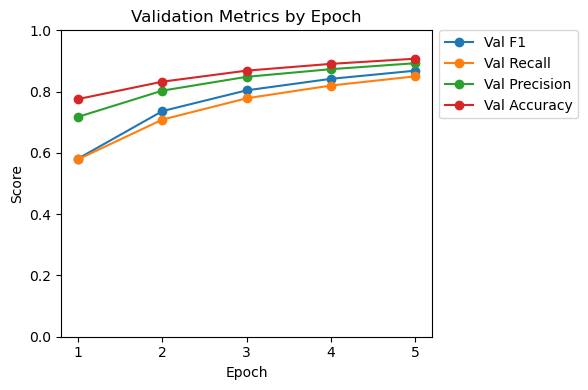 Validation Metrics by Epoch
1.0
0.8
0.6
0.4
0.2
0.0
Score
1 2 3 4 5
Epoch
Val F1
Val Recall
Val Precision
Val Accuracy